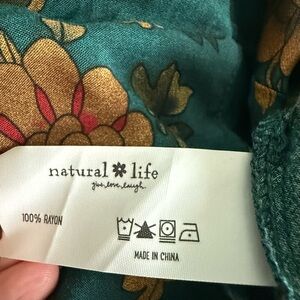 natural life
give.love.laugh.
100% RAYON
MADE IN CHINA